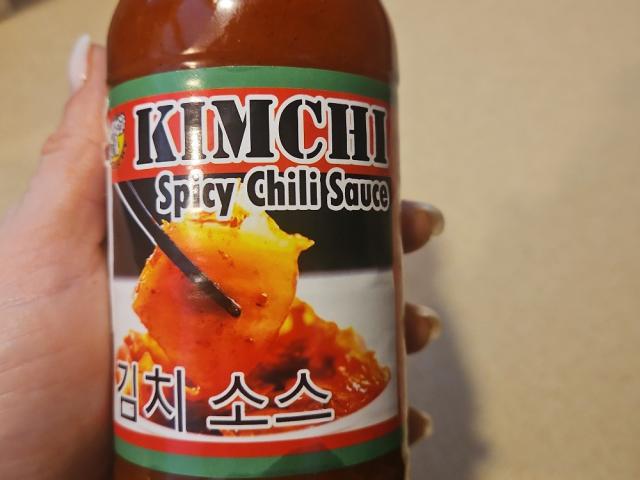 KIMCHI
Spicy Chili Sauce
김치 소스